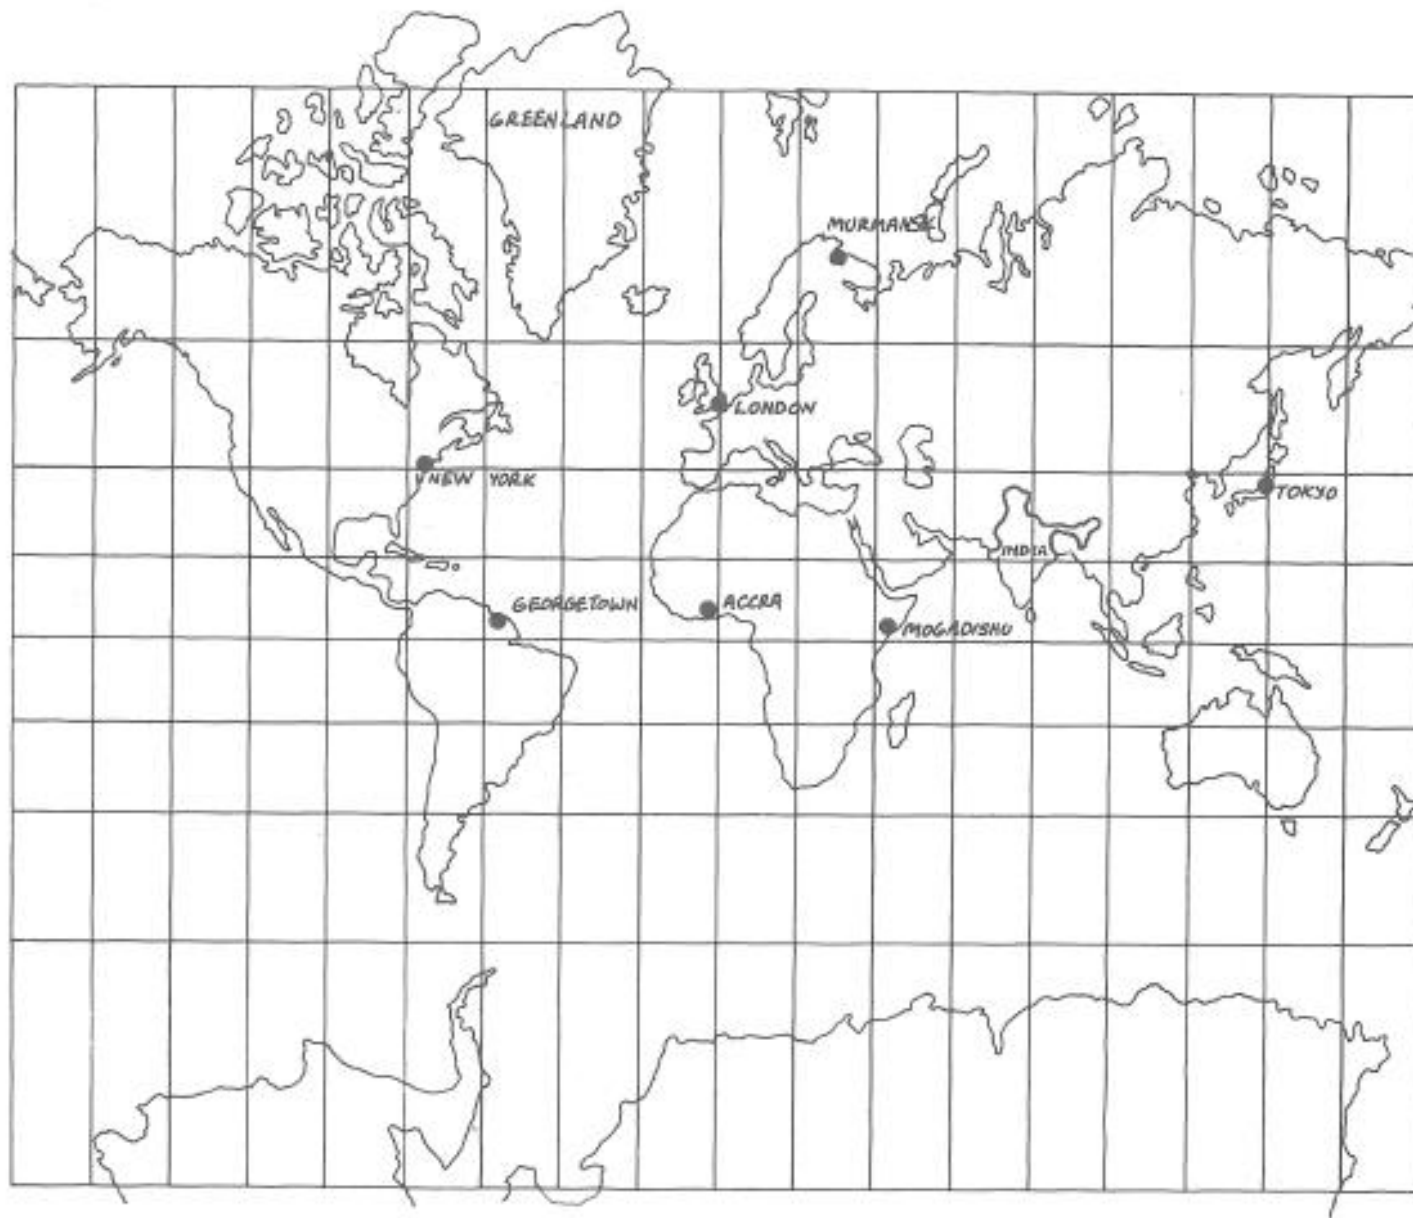 GREENLAND
MURMANSK
LONDON
NEW YORK
TOKYO
INDIA
GEORGETOWN
ACCRA
MOGADISHU